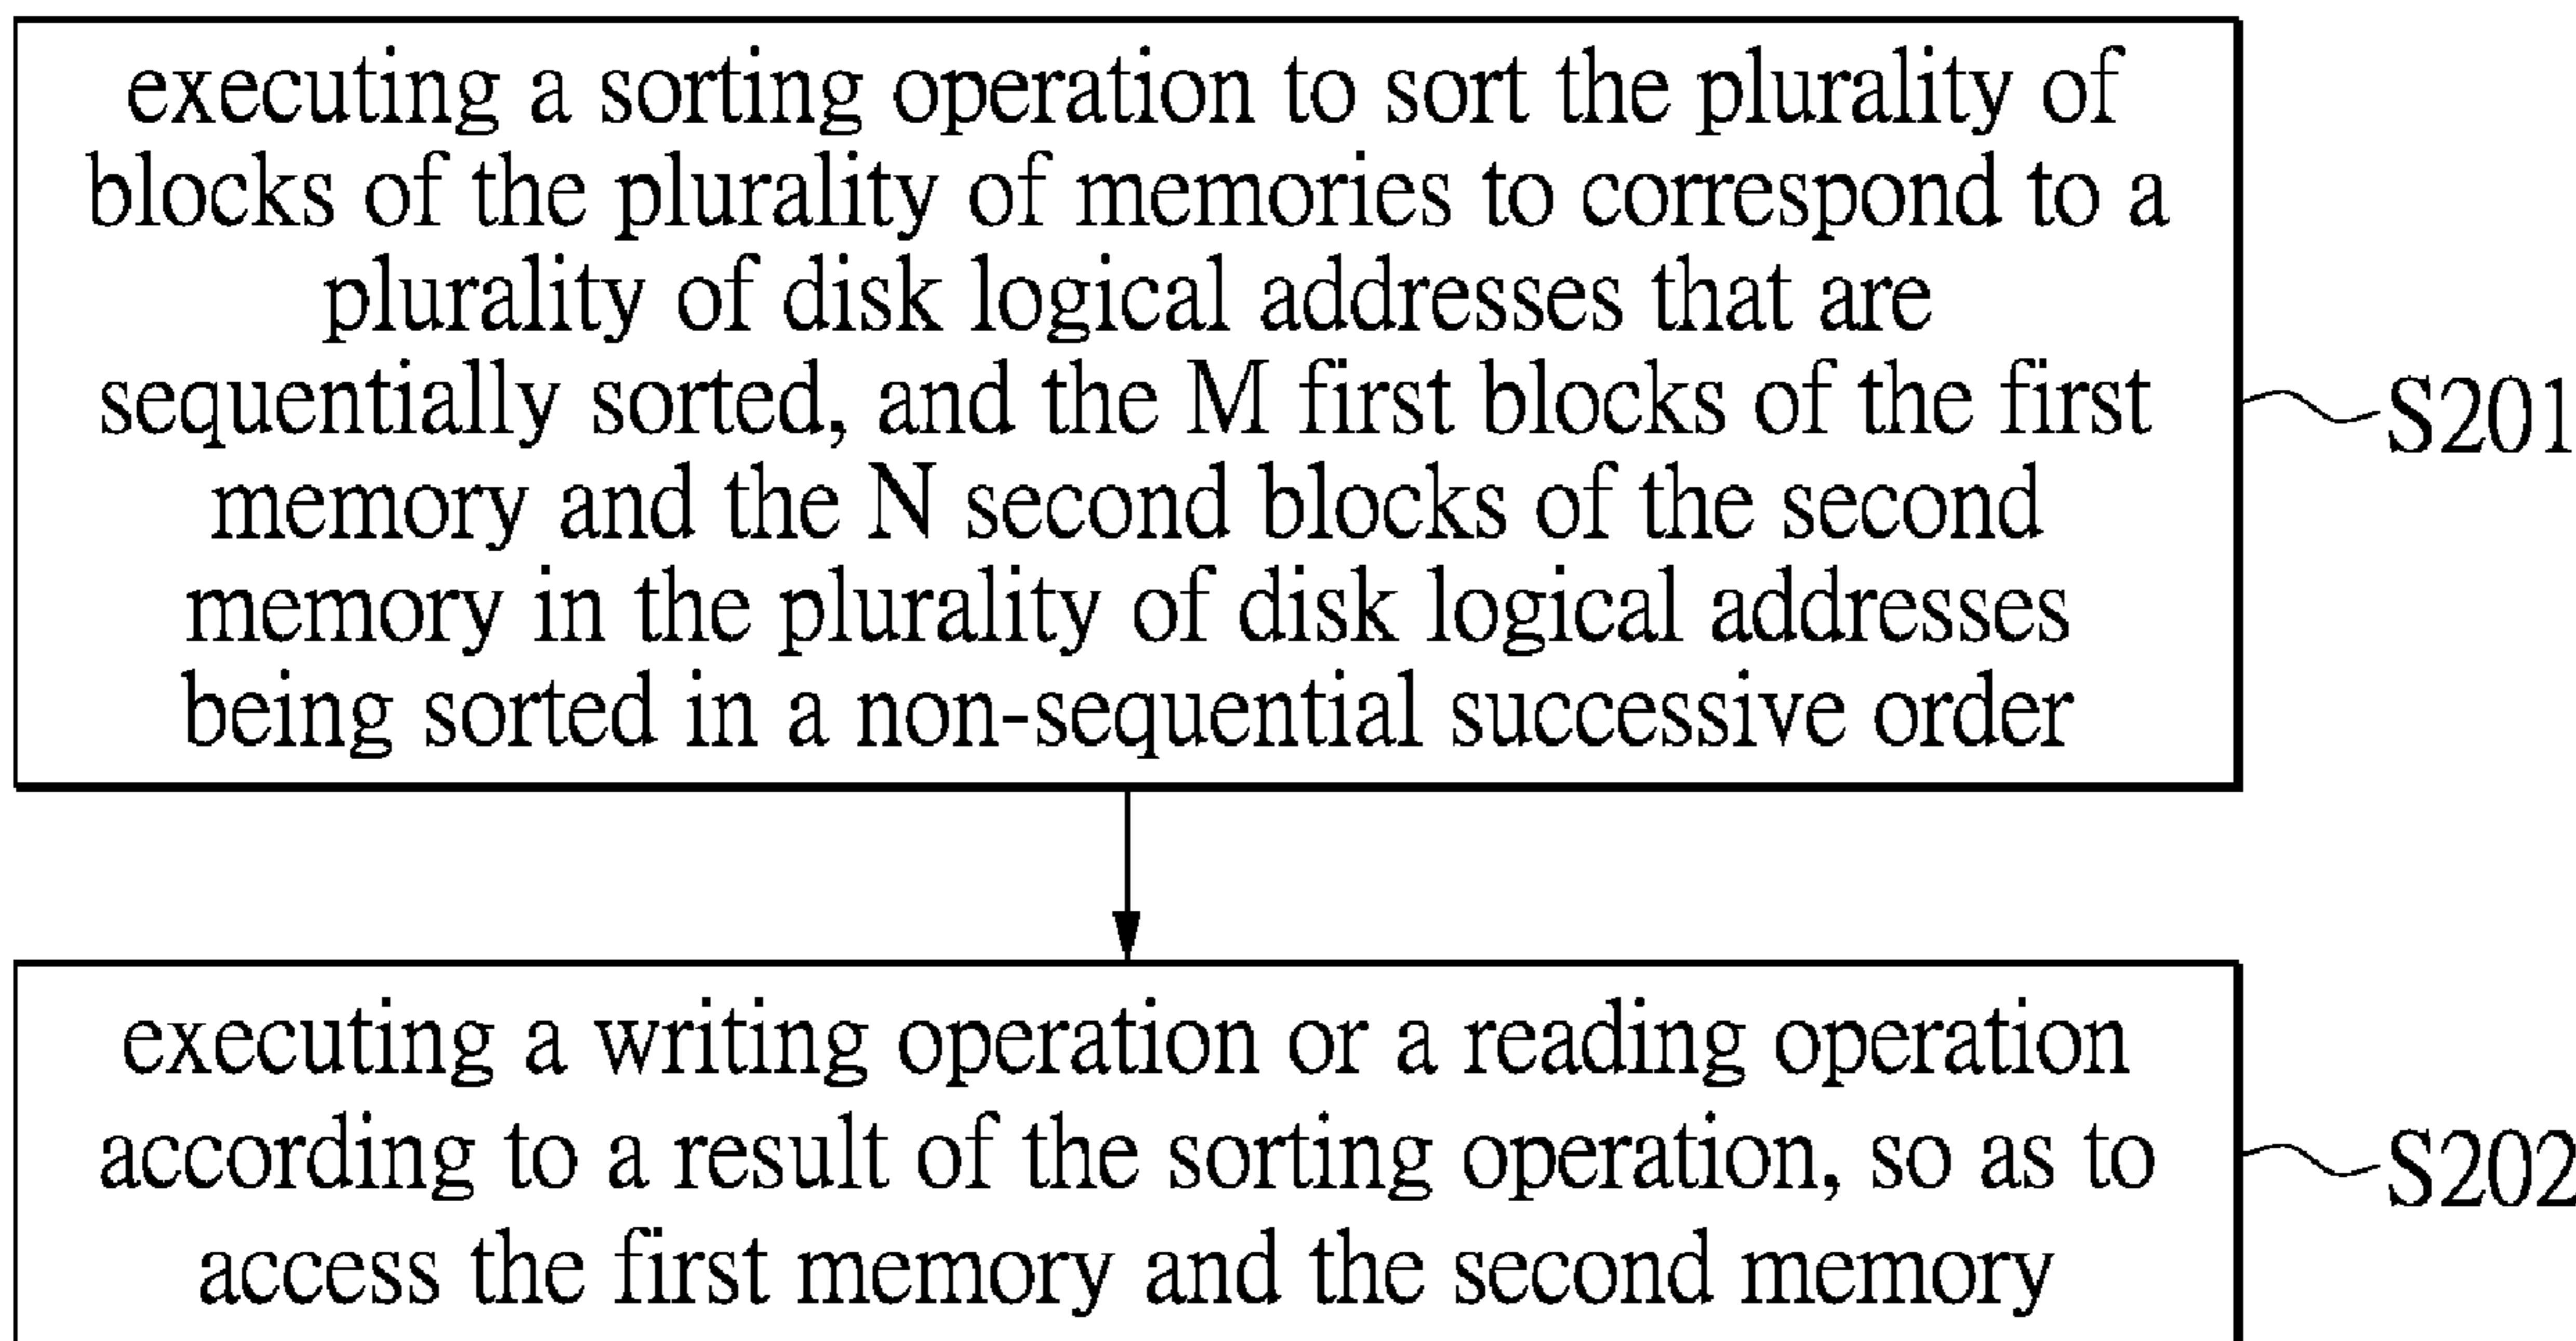 executing a sorting operation to sort the plurality of
blocks of the plurality of memories to correspond to a
plurality of disk logical addresses that are
sequentially sorted, and the M first blocks of the first
memory and the N second blocks of the second
memory in the plurality of disk logical addresses
being sorted in a non-sequential successive order
S201
executing a writing operation or a reading operation
according to a result of the sorting operation, so as to
access the first memory and the second memory
S202